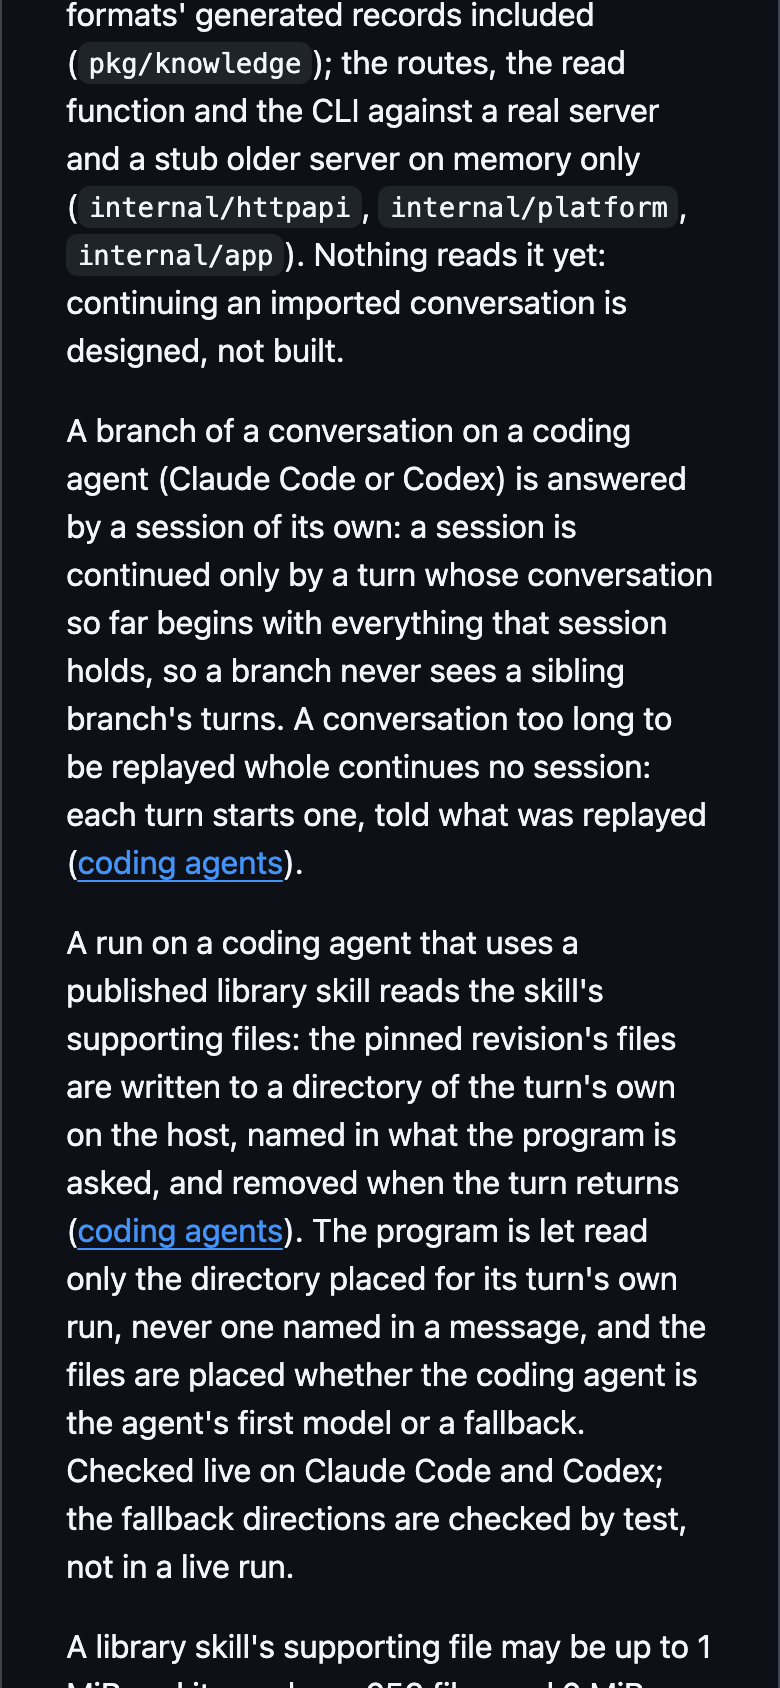 formats' generated records included
(pkg/knowledge); the routes, the read
function and the CLI against a real server
and a stub older server on memory only
(internal/httpapi, internal/platform,
internal/app). Nothing reads it yet:
continuing an imported conversation is
designed, not built.
A branch of a conversation on a coding
agent (Claude Code or Codex) is answered
by a session of its own: a session is
continued only by a turn whose conversation
so far begins with everything that session
holds, so a branch never sees a sibling
branch's turns. A conversation too long to
be replayed whole continues no session:
each turn starts one, told what was replayed
(coding agents).
A run on a coding agent that uses a
published library skill reads the skill's
supporting files: the pinned revision's files
are written to a directory of the turn's own
on the host, named in what the program is
asked, and removed when the turn returns
(coding agents). The program is let read
only the directory placed for its turn's own
run, never one named in a message, and the
files are placed whether the coding agent is
the agent's first model or a fallback.
Checked live on Claude Code and Codex;
the fallback directions are checked by test,
not in a live run.
A library skill's supporting file may be up to 1